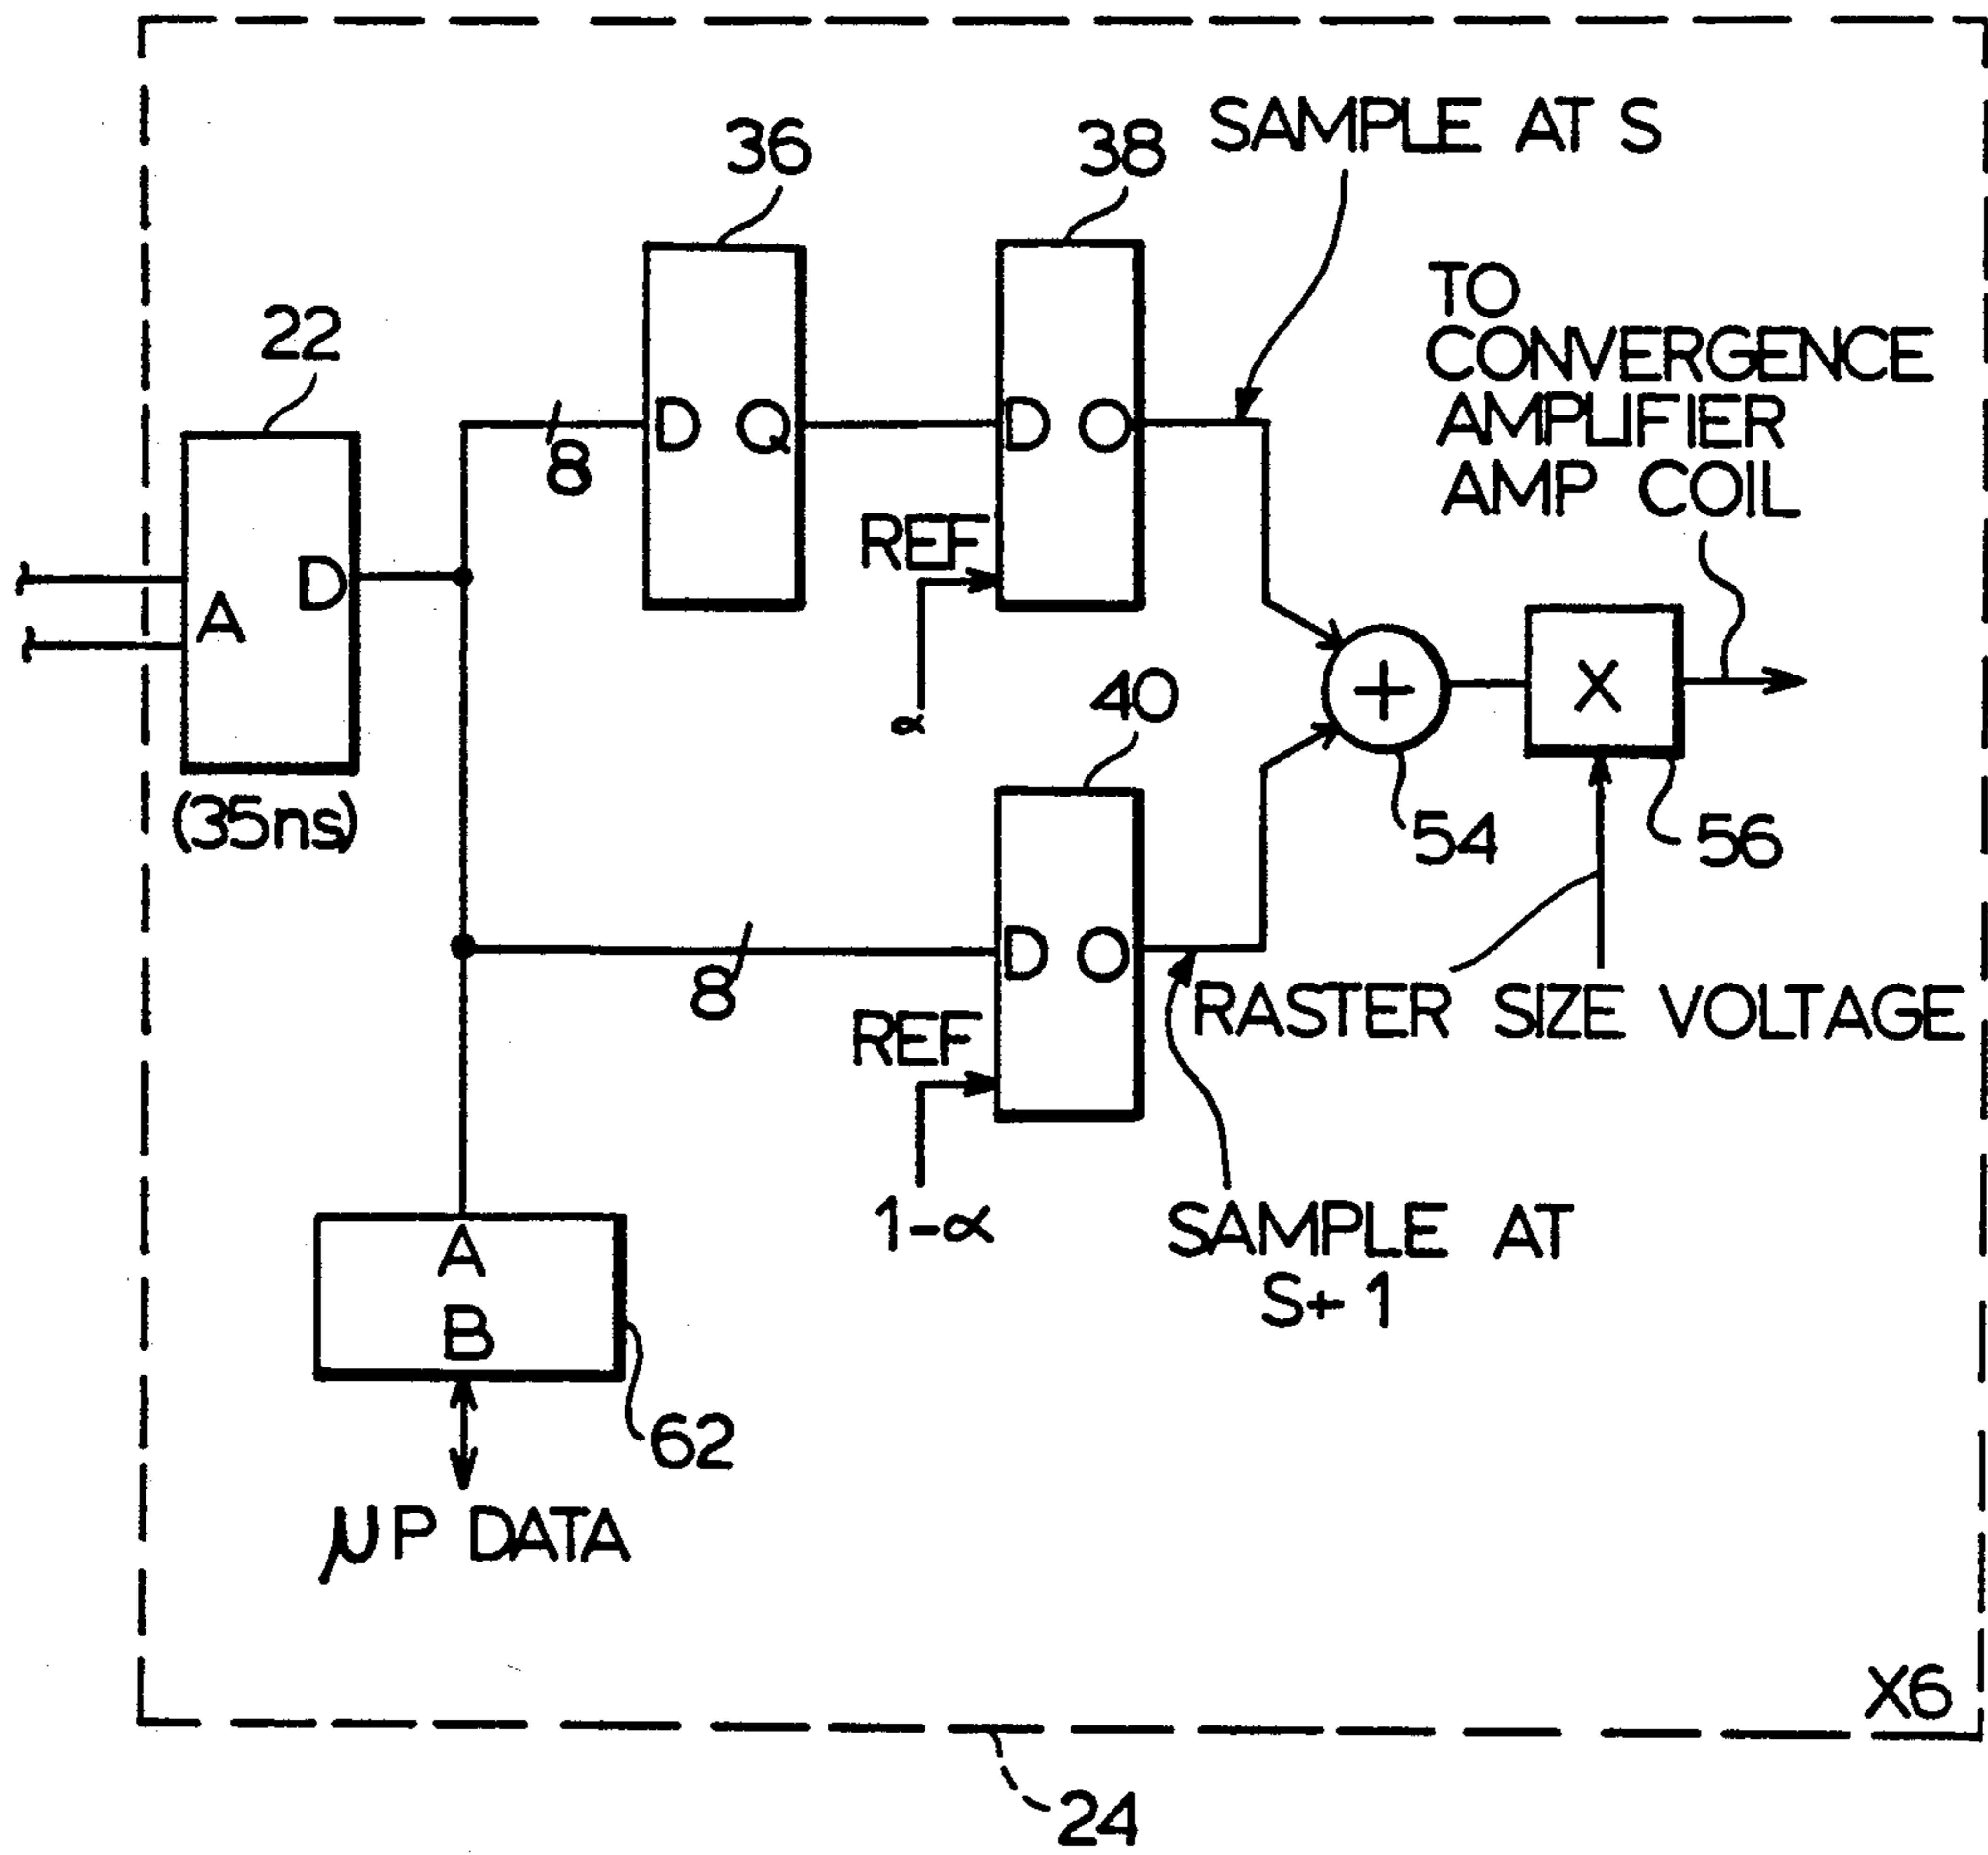 36
38
SAMPLE AT S
22
TO
CONVERGENCE
AMPLIFIER
AMP COIL
D Q
D O
8
REF
A
D
X
+
40
α
(35ns)
54
56
D O
8
RASTER SIZE VOLTAGE
REF
1-α
SAMPLE AT
S+1
A
B
62
μP DATA
X6
24